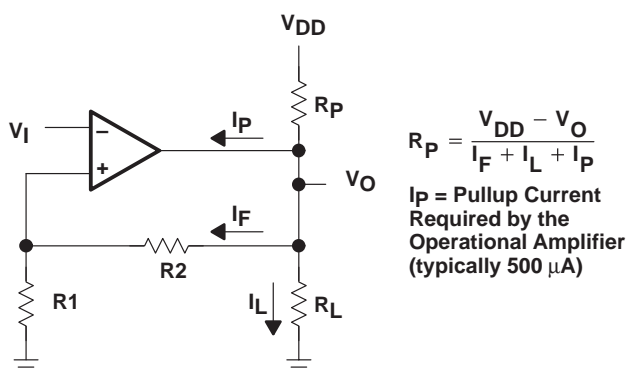 VDD
RP
IP
VI
−
+
VO
IF
R2
R1
IL
RL
RP = VDD − VO
IF + IL + IP
IP = Pullup Current
Required by the
Operational Amplifier
(typically 500 μA)